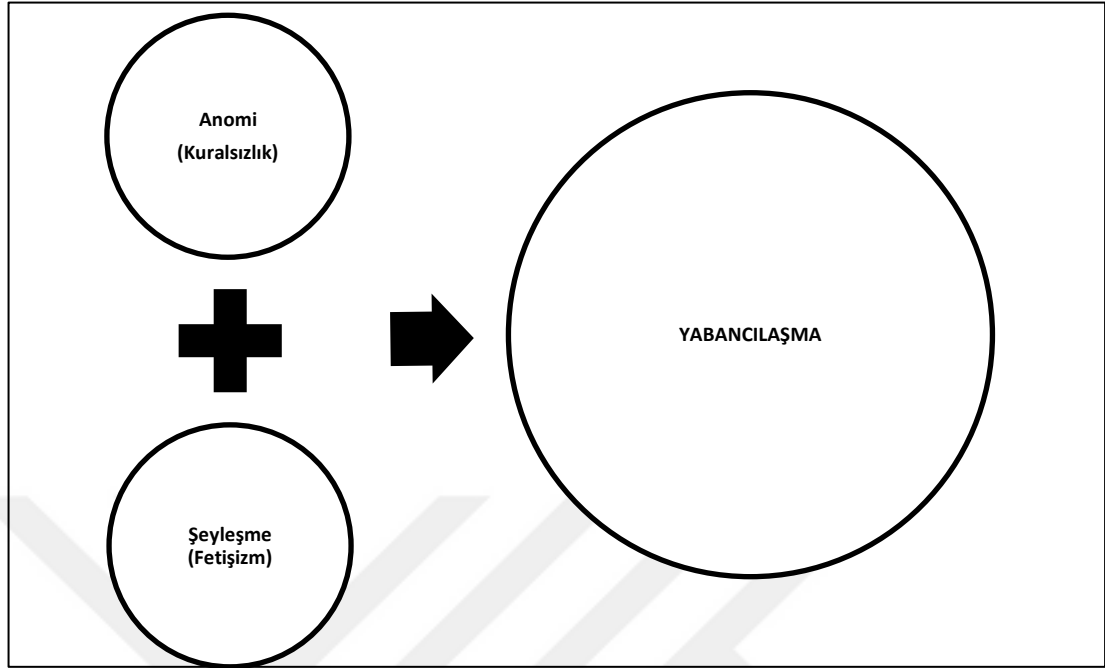 Anomi
(Kuralsızlık)
Şeyleşme
(Fetişizm)
YABANCILAŞMA